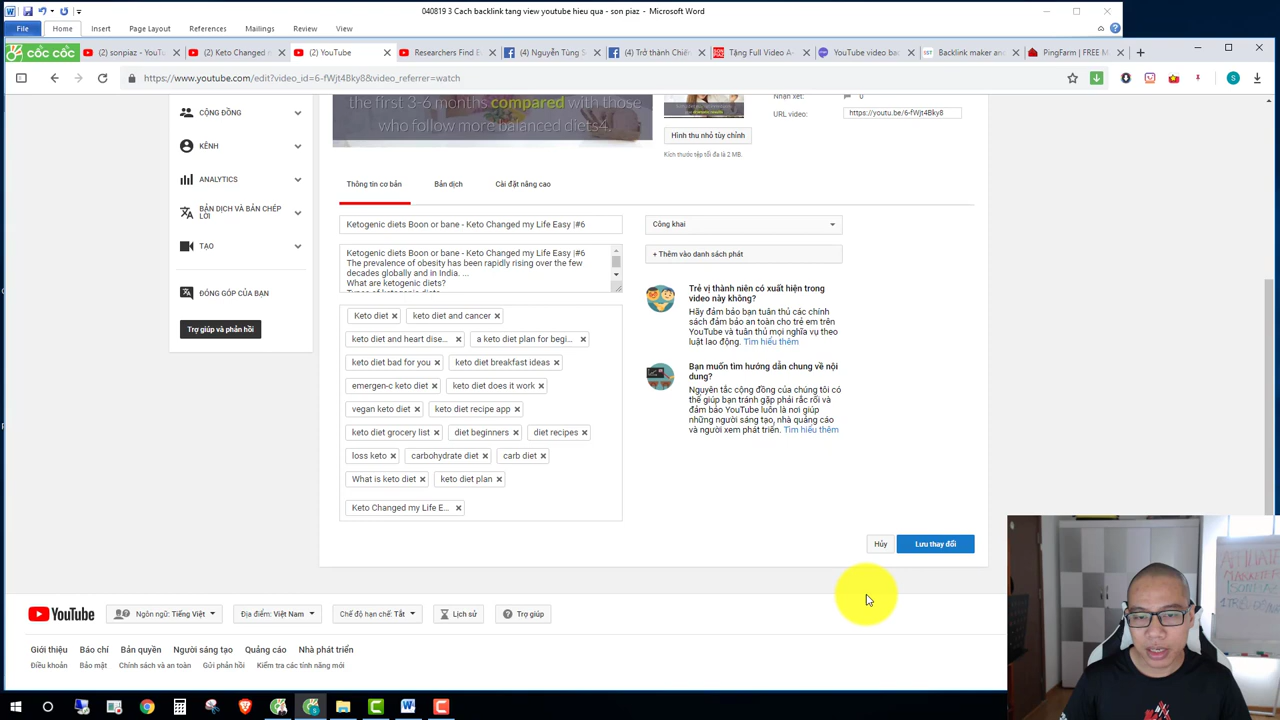 040819 3 Cach backlink tang view youtube hieu qua - son piaz - Microsoft Word
File Home Insert Page Layout References Mailings Review View
CỐC CỐC (2) sonpiaz - YouTu (2) Keto Changed m (2) YouTube Researchers Find E (4) Nguyễn Tùng S (4) Trở thành Chiến Tặng Full Video A- YouTube video bac Backlink maker an PingFarm | FREE M
https://www.youtube.com/edit?video_id=6-fWjt4Bky8&video_referrer=watch
the first 3-6 months compared with those
who follow more balanced diets4.
Nhận xét: 0
URL video: https://youtu.be/6-fWjt4Bky8
Hình thu nhỏ tùy chỉnh
Kích thước tệp tối đa là 2 MB.
CỘNG ĐỒNG
KÊNH
ANALYTICS
BẢN DỊCH VÀ BẢN CHÉP
LỜI
TẠO
ĐÓNG GÓP CỦA BẠN
Trợ giúp và phản hồi
Thông tin cơ bản Bản dịch Cài đặt nâng cao
Ketogenic diets Boon or bane - Keto Changed my Life Easy |#6
Công khai
Ketogenic diets Boon or bane - Keto Changed my Life Easy |#6
The prevalence of obesity has been rapidly rising over the few
decades globally and in India. ...
What are ketogenic diets?
+ Thêm vào danh sách phát
Keto diet keto diet and cancer
keto diet and heart dise... a keto diet plan for begi...
keto diet bad for you keto diet breakfast ideas
emergen-c keto diet keto diet does it work
vegan keto diet keto diet recipe app
keto diet grocery list diet beginners diet recipes
loss keto carbohydrate diet carb diet
What is keto diet keto diet plan
Keto Changed my Life E...
Trẻ vị thành niên có xuất hiện trong
video này không?
Hãy đảm bảo bạn tuân thủ các chính
sách đảm bảo an toàn cho trẻ em trên
YouTube và tuân thủ mọi nghĩa vụ theo
luật lao động. Tìm hiểu thêm
Bạn muốn tìm hướng dẫn chung về nội
dung?
Nguyên tắc cộng đồng của chúng tôi có
thể giúp bạn tránh gặp phải rắc rối và
đảm bảo YouTube luôn là nơi giúp
những người sáng tạo, nhà quảng cáo
và người xem phát triển. Tìm hiểu thêm
Hủy Lưu thay đổi
YouTube Ngôn ngữ: Tiếng Việt Địa điểm: Việt Nam Chế độ hạn chế: Tắt Lịch sử Trợ giúp
Giới thiệu Báo chí Bản quyền Người sáng tạo Quảng cáo Nhà phát triển
Điều khoản Bảo mật Chính sách và an toàn Gửi phản hồi Kiểm tra các tính năng mới